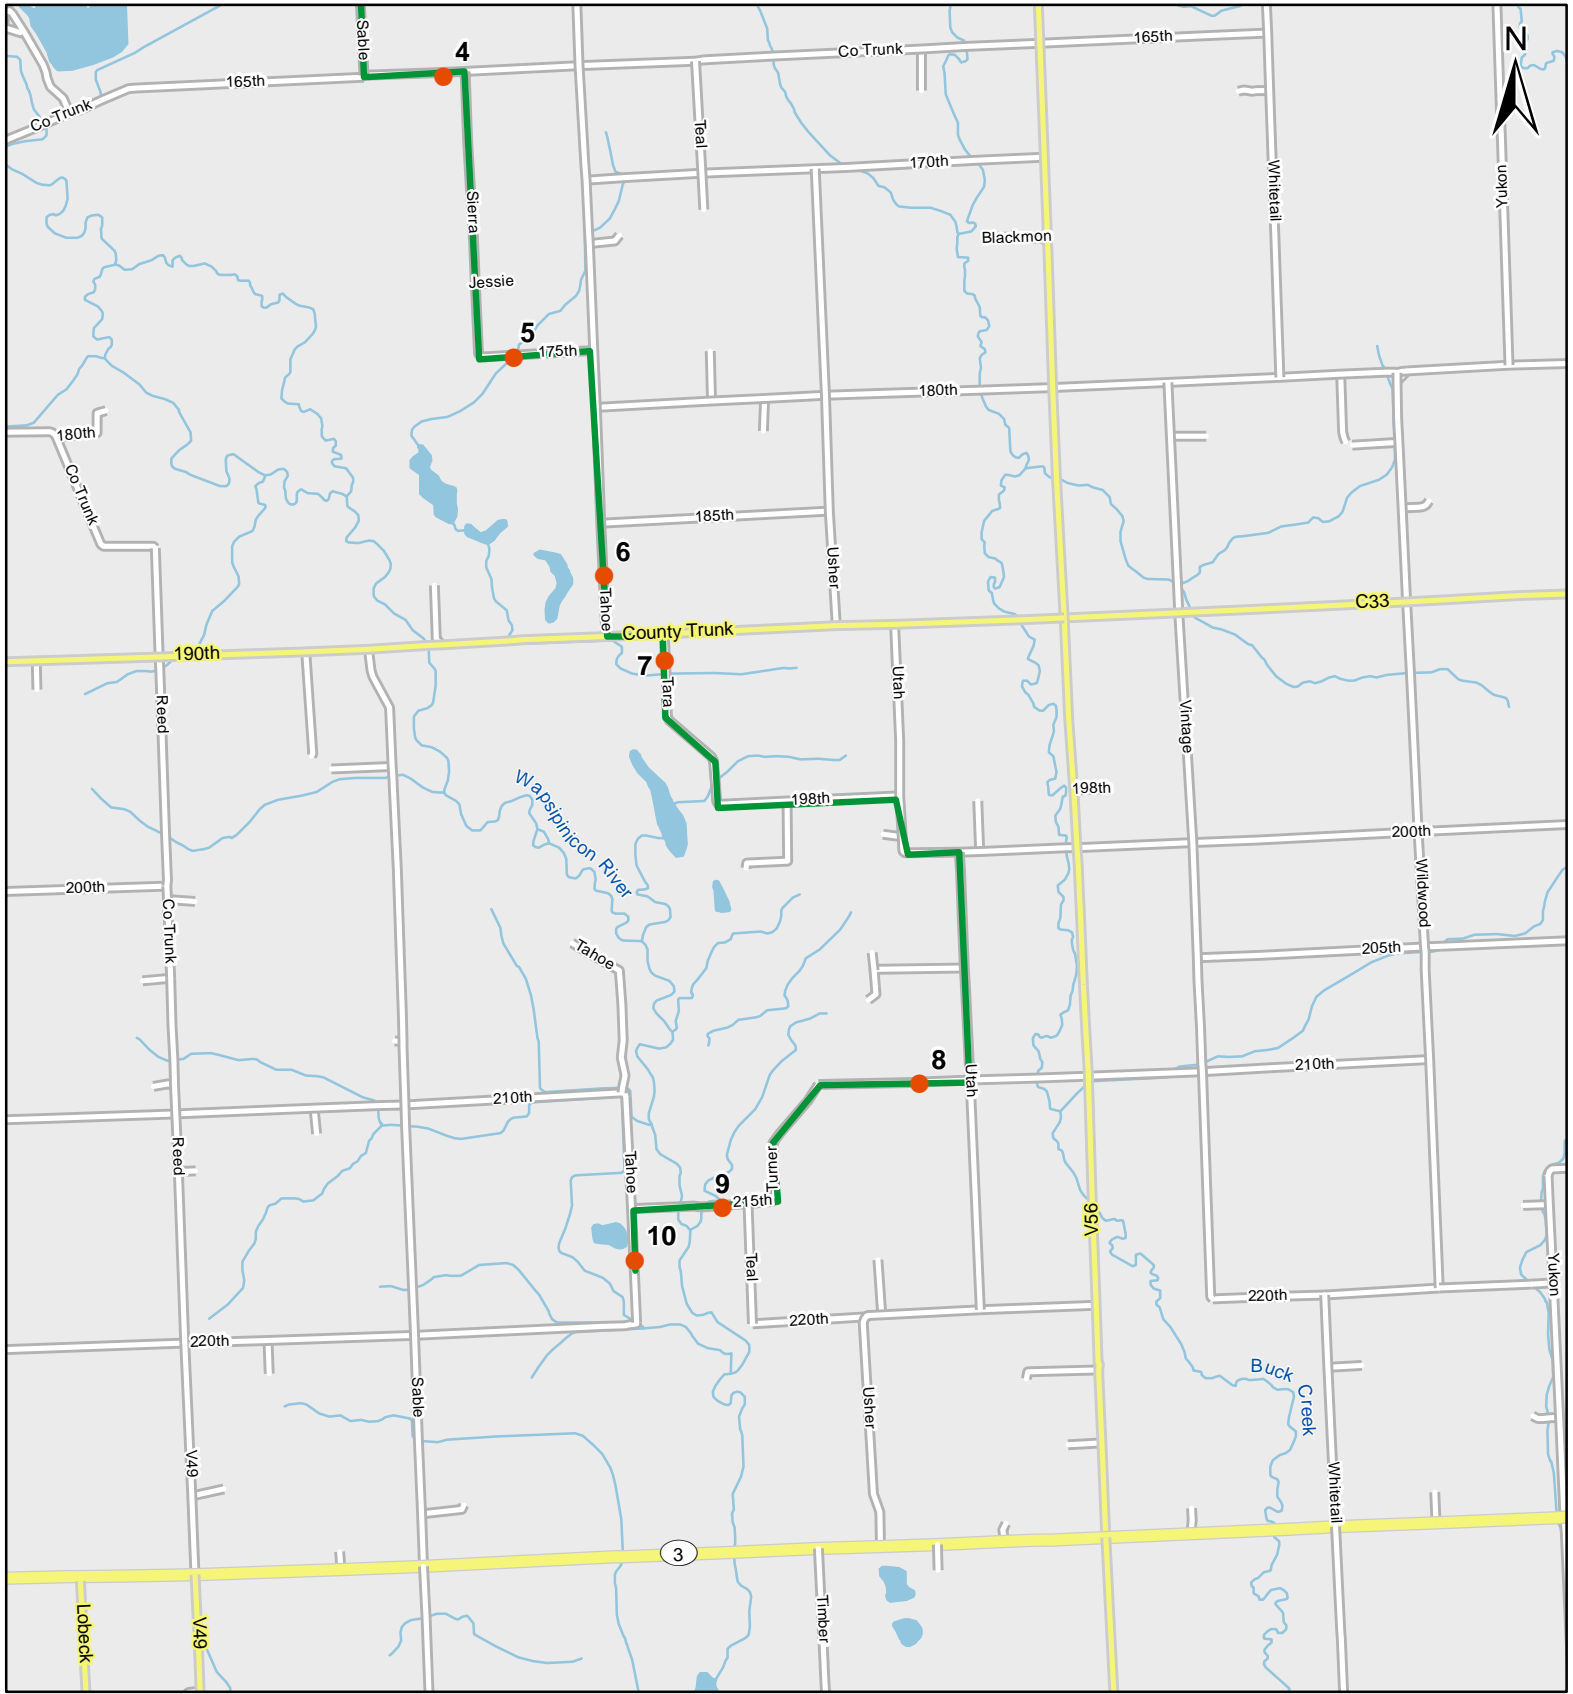 Sable
4
N
Co Trunk
165th
165th
Co Trunk
Teal
170th
Whitetail
Yukon
Sierra
Blackmon
Jessie
5
175th
180th
180th
Co Trunk
185th
6
Usher
Tahoe
C33
County Trunk
190th
7
Tara
Utah
Reed
Vintage
Wapsipinicon River
198th
198th
200th
200th
Wildwood
Co Trunk
Tahoe
205th
8
210th
Utah
210th
Reed
Tahoe
Turner
9
215th
V56
10
Teal
Yukon
220th
220th
220th
Buck Creek
Sable
Usher
V49
Whitetail
3
Lobeck
V49
Timber